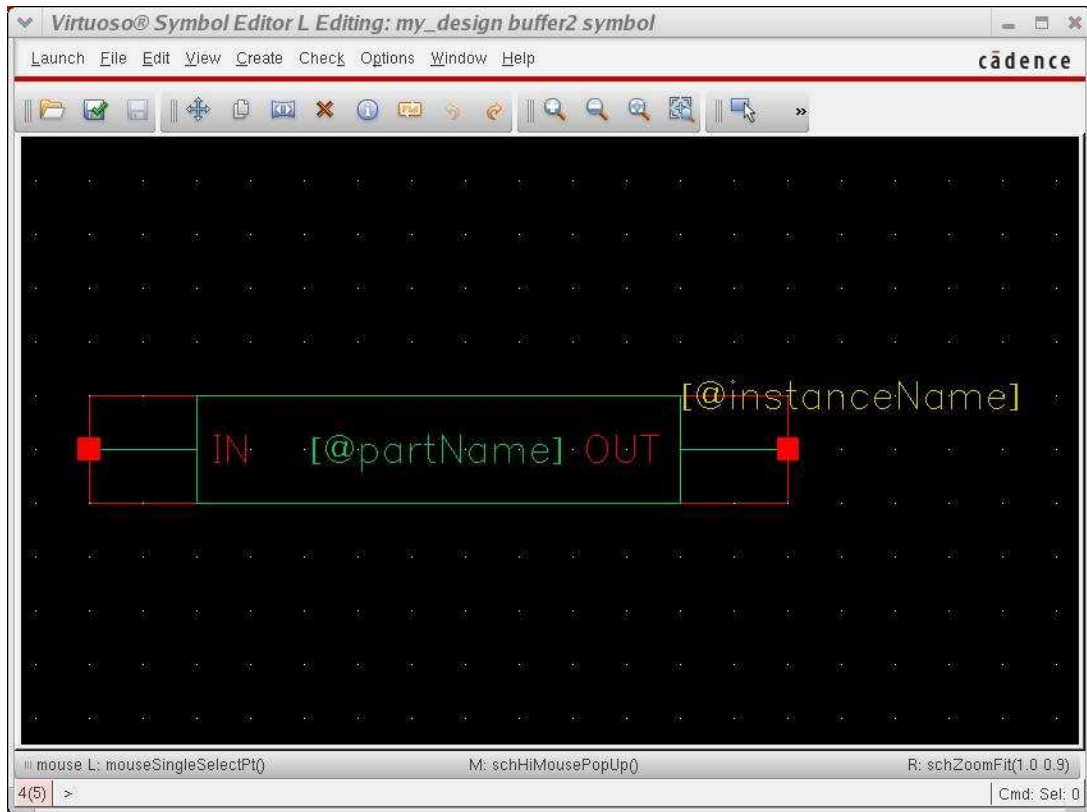 Virtuoso® Symbol Editor L Editing: my_design buffer2 symbol
Launch File Edit View Create Check Options Window Help
cādence
»
[@instanceName]
IN [@partName] OUT
mouse L: mouseSingleSelectPt() M: schHiMousePopUp() R: schZoomFit(1.0 0.9)
4(5) > Cmd: Sel: 0